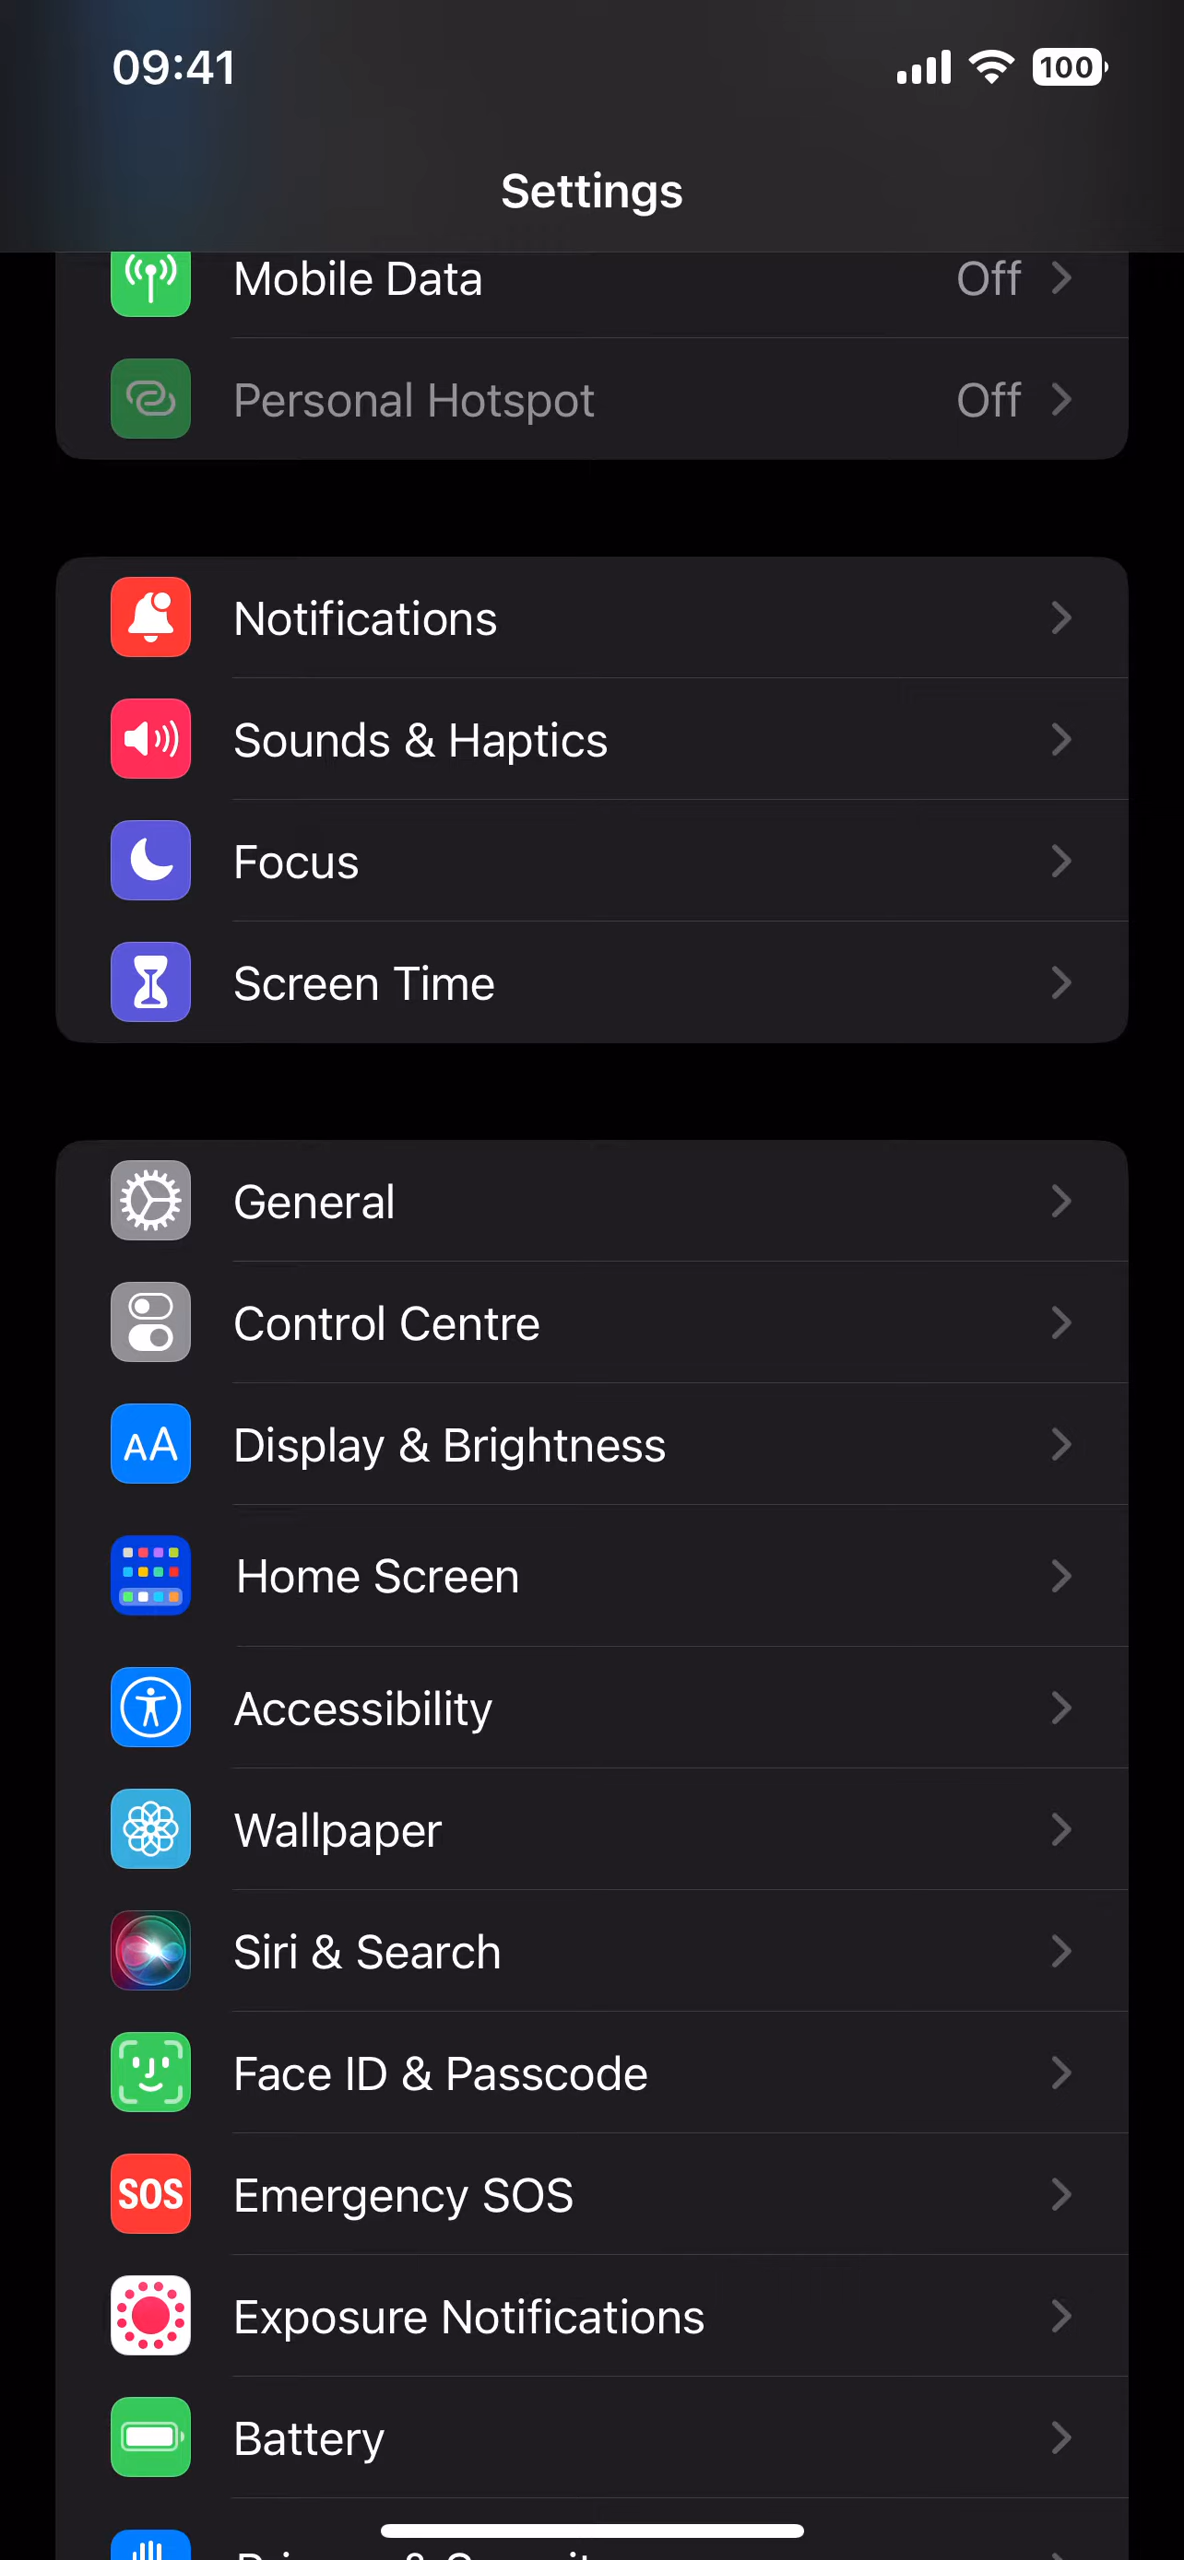 09:41
100
Settings
Mobile Data Off
Personal Hotspot Off
Notifications
Sounds & Haptics
Focus
Screen Time
General
Control Centre
AA Display & Brightness
Home Screen
Accessibility
Wallpaper
Siri & Search
Face ID & Passcode
SOS Emergency SOS
Exposure Notifications
Battery